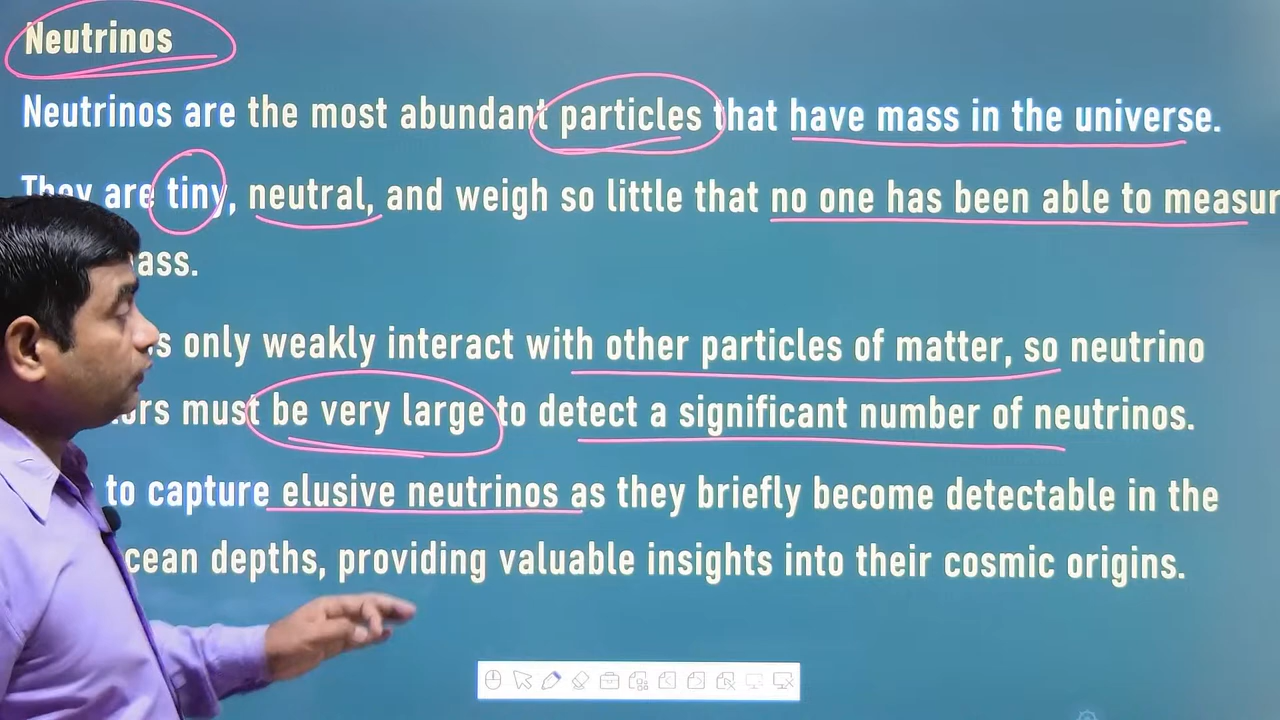 Neutrinos
Neutrinos are the most abundant particles that have mass in the universe.
They are tiny, neutral, and weigh so little that no one has been able to measur
ass.
s only weakly interact with other particles of matter, so neutrino
ors must be very large to detect a significant number of neutrinos.
to capture elusive neutrinos as they briefly become detectable in the
cean depths, providing valuable insights into their cosmic origins.